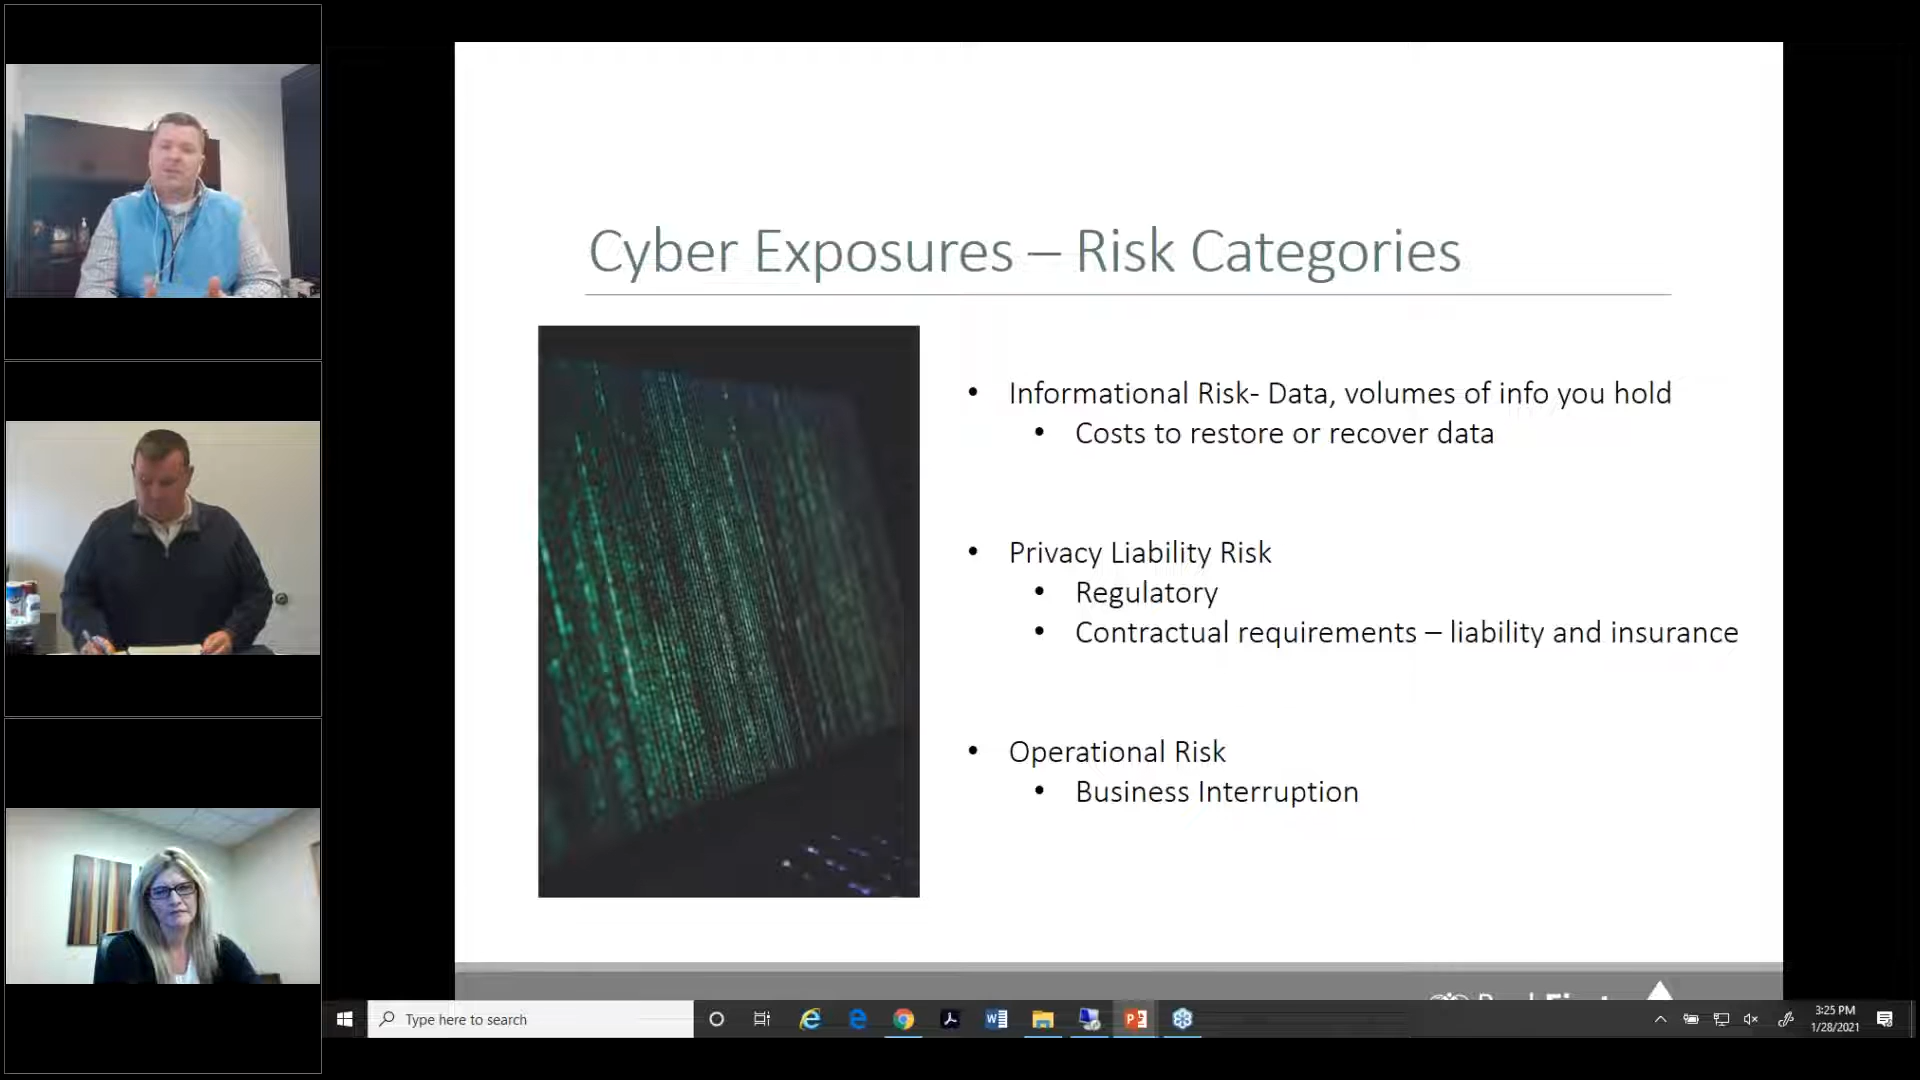 Cyber Exposures – Risk Categories
• Informational Risk- Data, volumes of info you hold
• Costs to restore or recover data
• Privacy Liability Risk
• Regulatory
• Contractual requirements – liability and insurance
• Operational Risk
• Business Interruption
Type here to search
3:25 PM
1/28/2021